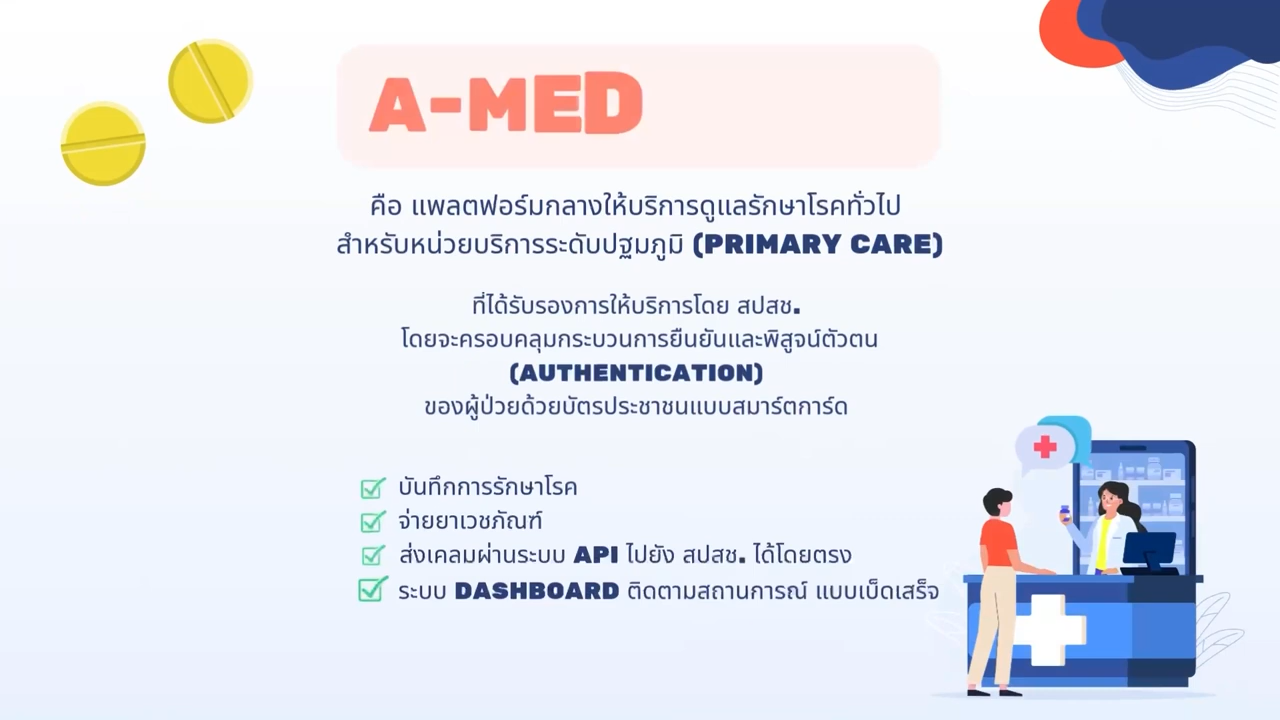 A-MED
คือ แพลตฟอร์มกลางให้บริการดูแลรักษาโรคทั่วไป
สำหรับหน่วยบริการระดับปฐมภูมิ (PRIMARY CARE)
ที่ได้รับรองการให้บริการโดย สปสช.
โดยจะครอบคลุมกระบวนการยืนยันและพิสูจน์ตัวตน
(AUTHENTICATION)
ของผู้ป่วยด้วยบัตรประชาชนแบบสมาร์ตการ์ด
บันทึกการรักษาโรค
จ่ายยาเวชภัณฑ์
ส่งเคลมผ่านระบบ API ไปยัง สปสช. ได้โดยตรง
ระบบ DASHBOARD ติดตามสถานการณ์ แบบเบ็ดเสร็จ